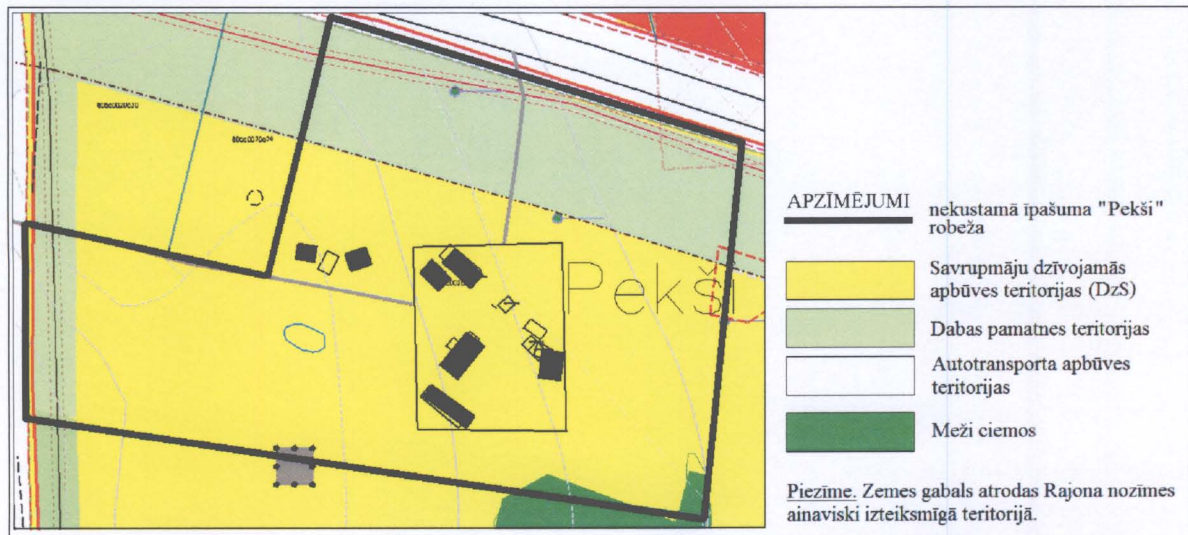 Pekši
APZĪMĒJUMI
nekustamā īpašuma "Pekši"
robeža
Savrupmāju dzīvojamās
apbūves teritorijas (DzS)
Dabas pamatnes teritorijas
Autotransporta apbūves
teritorijas
Meži ciemos
Piezīme. Zemes gabals atrodas Rajona nozīmes
ainaviski izteiksmīgā teritorijā.